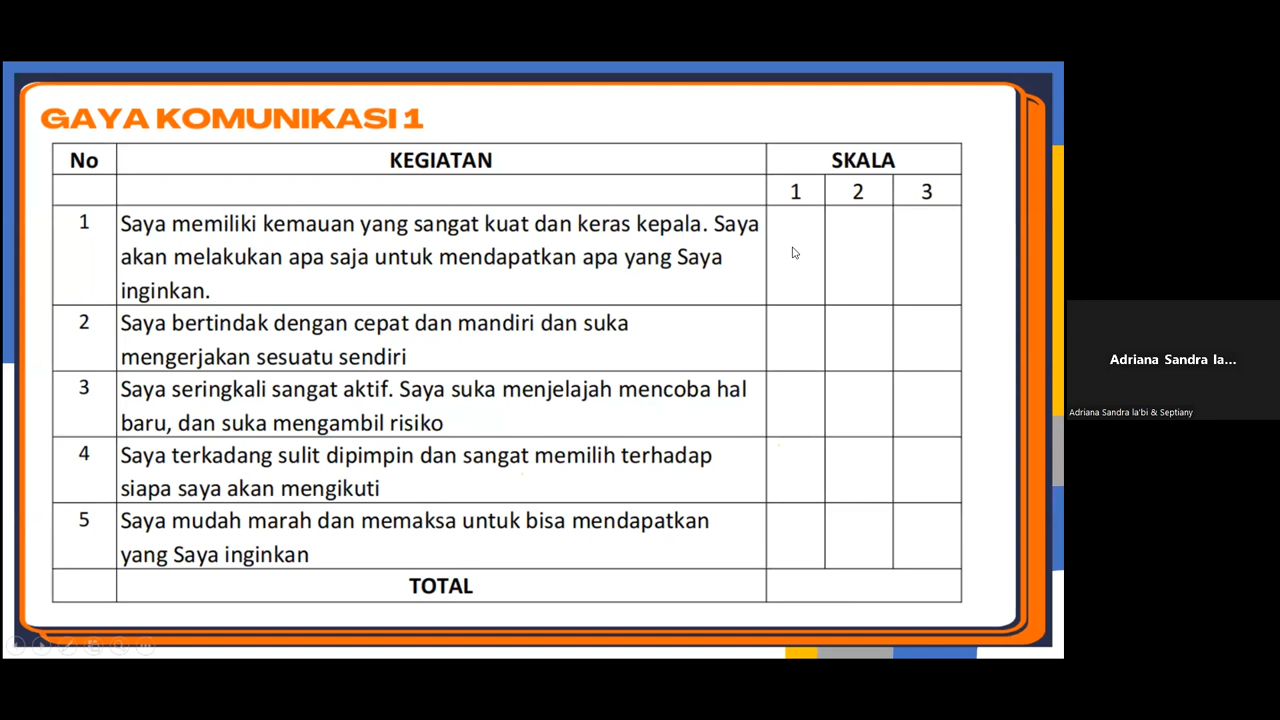 GAYA KOMUNIKASI 1
No KEGIATAN SKALA
1 2 3
1 Saya memiliki kemauan yang sangat kuat dan keras kepala. Saya
akan melakukan apa saja untuk mendapatkan apa yang Saya
inginkan.
2 Saya bertindak dengan cepat dan mandiri dan suka
mengerjakan sesuatu sendiri
3 Saya seringkali sangat aktif. Saya suka menjelajah mencoba hal
baru, dan suka mengambil risiko
4 Saya terkadang sulit dipimpin dan sangat memilih terhadap
siapa saya akan mengikuti
5 Saya mudah marah dan memaksa untuk bisa mendapatkan
yang Saya inginkan
TOTAL
Adriana Sandra la...
Adriana Sandra la'bi & Septiany